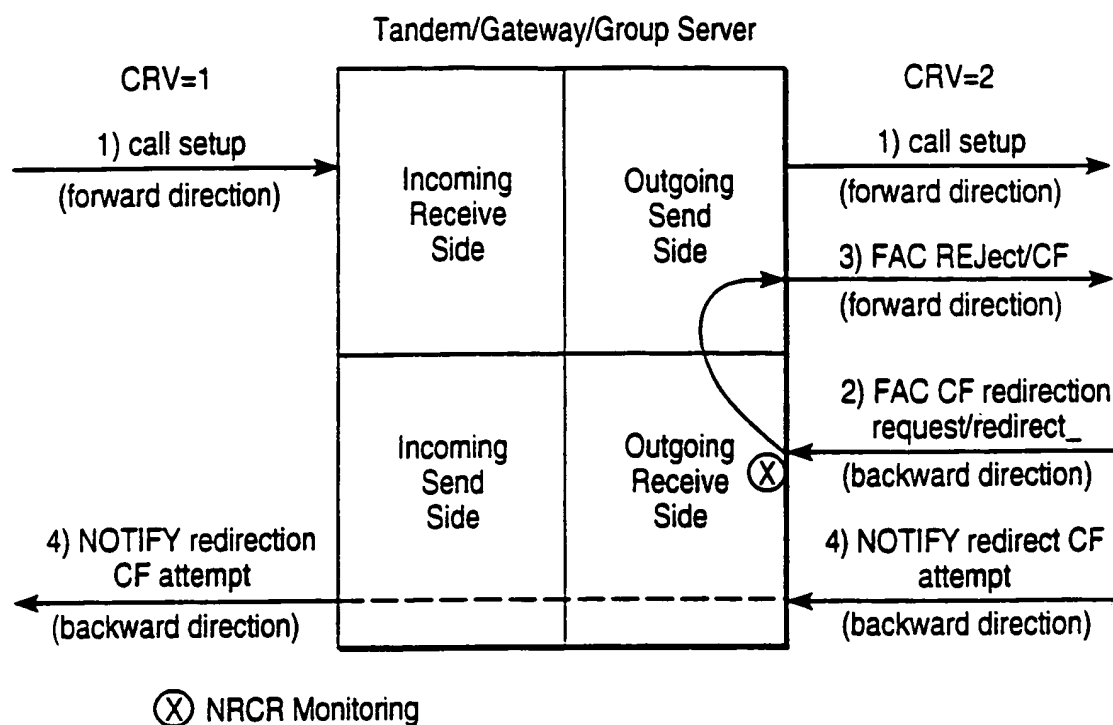 Tandem/Gateway/Group Server
CRV=1
CRV=2
1) call setup
(forward direction)
Incoming
Receive
Side
Outgoing
Send
Side
1) call setup
(forward direction)
3) FAC REJect/CF
(forward direction)
2) FAC CF redirection
request/redirect_
(backward direction)
Incoming
Send
Side
Outgoing
Receive
Side
X
4) NOTIFY redirection
CF attempt
(backward direction)
4) NOTIFY redirect CF
attempt
(backward direction)
X NRCR Monitoring